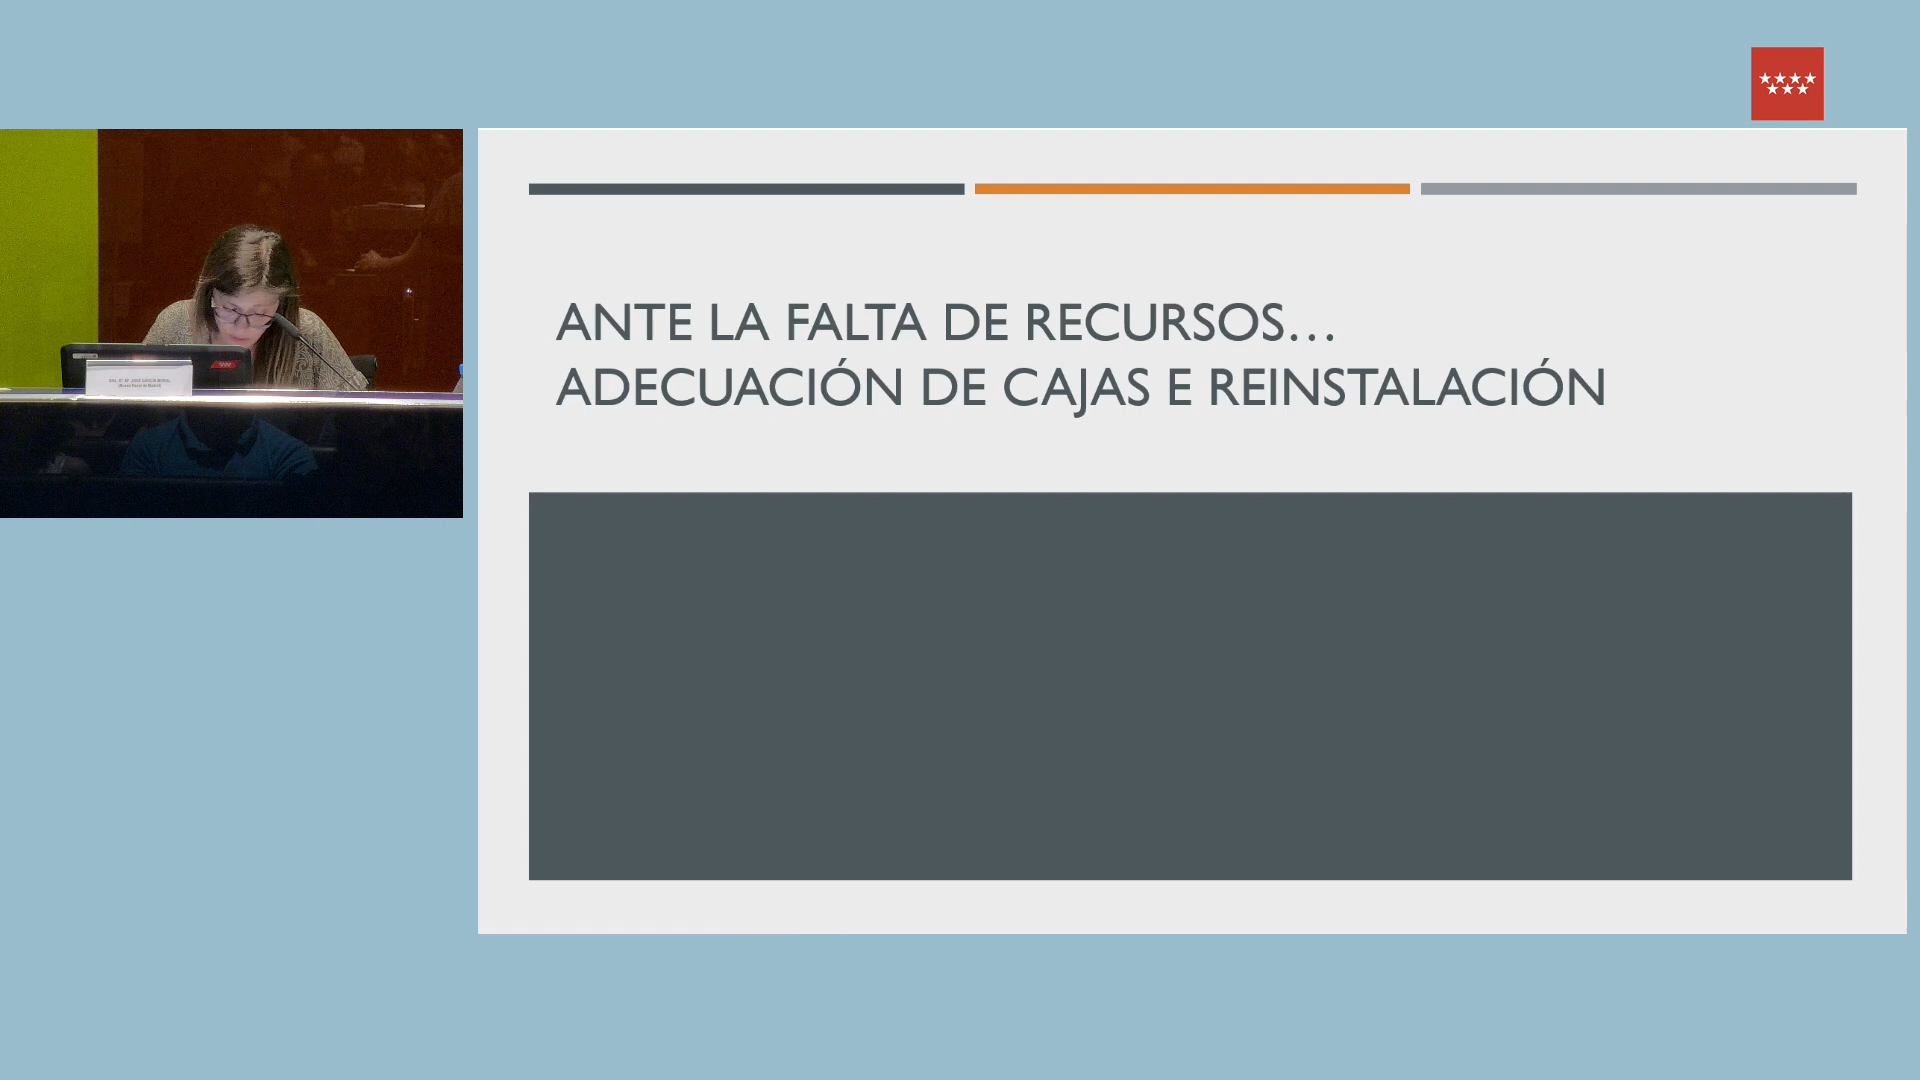 ANTE LA FALTA DE RECURSOS…
ADECUACIÓN DE CAJAS E REINSTALACIÓN